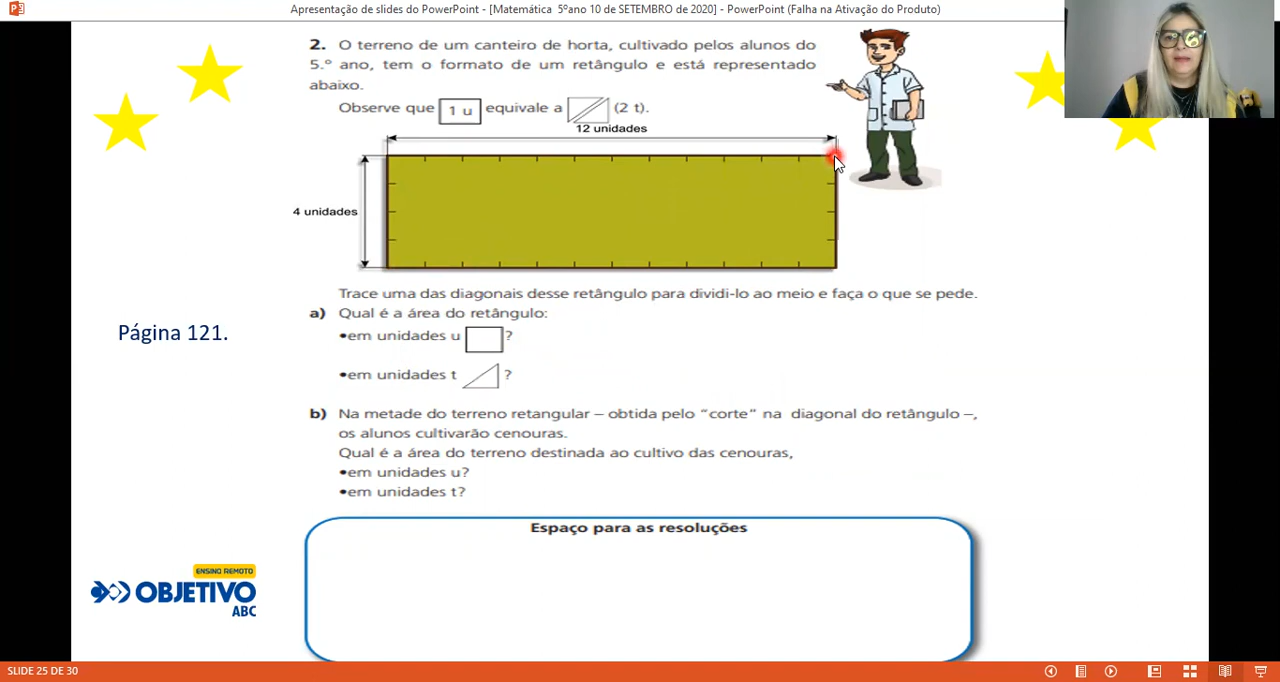 Apresentação de slides do PowerPoint - [Matemática 5ºano 10 de SETEMBRO de 2020] - PowerPoint (Falha na Ativação do Produto)
2. O terreno de um canteiro de horta, cultivado pelos alunos do
5.º ano, tem o formato de um retângulo e está representado
abaixo.
Observe que 1 u equivale a (2 t).
12 unidades
4 unidades
Trace uma das diagonais desse retângulo para dividi-lo ao meio e faça o que se pede.
a) Qual é a área do retângulo:
•em unidades u ?
•em unidades t ?
Página 121.
b) Na metade do terreno retangular – obtida pelo “corte” na diagonal do retângulo –,
os alunos cultivarão cenouras.
Qual é a área do terreno destinada ao cultivo das cenouras,
•em unidades u?
•em unidades t?
Espaço para as resoluções
ENSINO REMOTO
OBJETIVO
ABC
SLIDE 25 DE 30